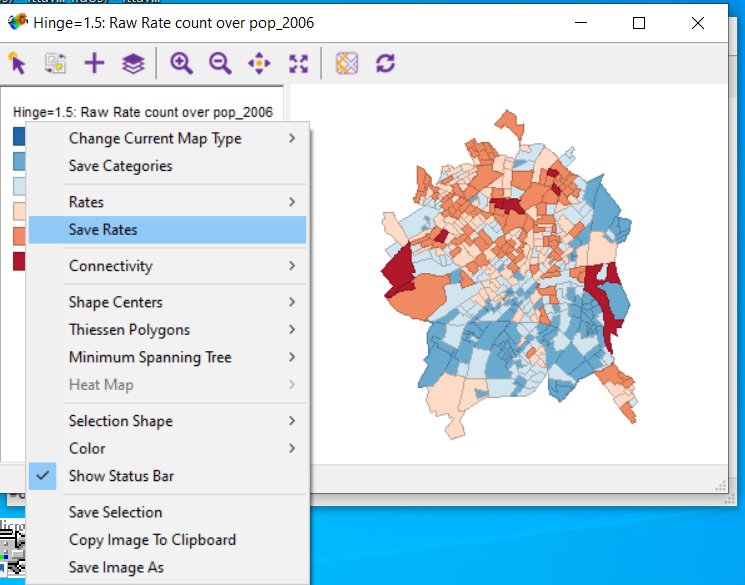 Hinge=1.5: Raw Rate count over pop_2006
Hinge=1.5: Raw Rate count over pop_2006
Change Current Map Type
Save Categories
Rates
Save Rates
Connectivity
Shape Centers
Thiessen Polygons
Minimum Spanning Tree
Heat Map
Selection Shape
Color
Show Status Bar
Save Selection
Copy Image To Clipboard
Save Image As